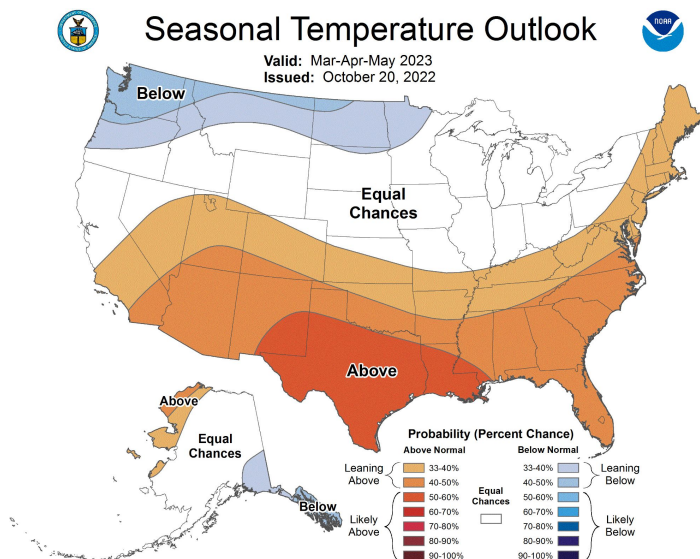 NOAA
Seasonal Temperature Outlook
Valid: Mar-Apr-May 2023
Issued: October 20, 2022
Below
Equal
Chances
Above
Above
Equal
Chances
Below
Probability (Percent Chance)
Above Normal
Below Normal
Leaning
Above
33-40%
40-50%
Likely
Above
50-60%
60-70%
70-80%
80-90%
90-100%
Equal
Chances
33-40%
40-50%
Leaning
Below
50-60%
60-70%
70-80%
80-90%
90-100%
Likely
Below